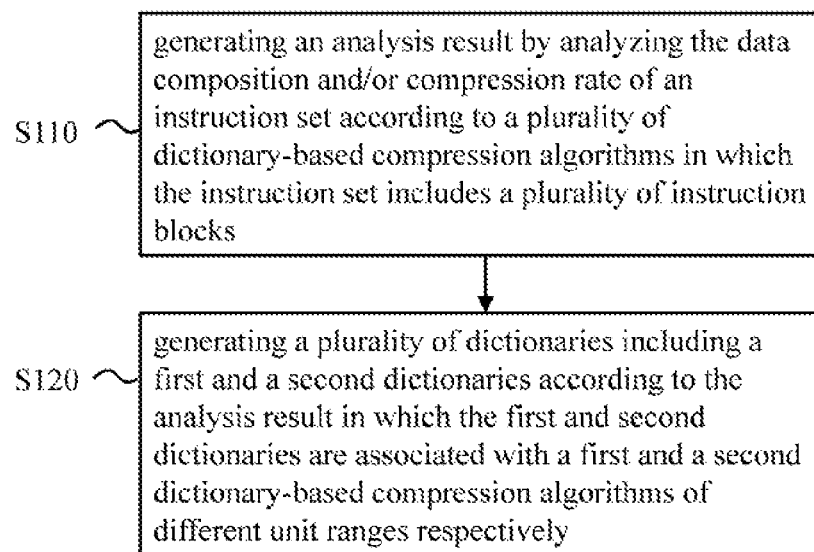 generating an analysis result by analyzing the data
composition and/or compression rate of an
instruction set according to a plurality of
S110
dictionary-based compression algorithms in which
the instruction set includes a plurality of instruction
blocks
generating a plurality of dictionaries including a
S120
first and a second dictionaries according to the
analysis result in which the first and second
dictionaries are associated with a first and a second
dictionary-based compression algorithms of
different unit ranges respectively